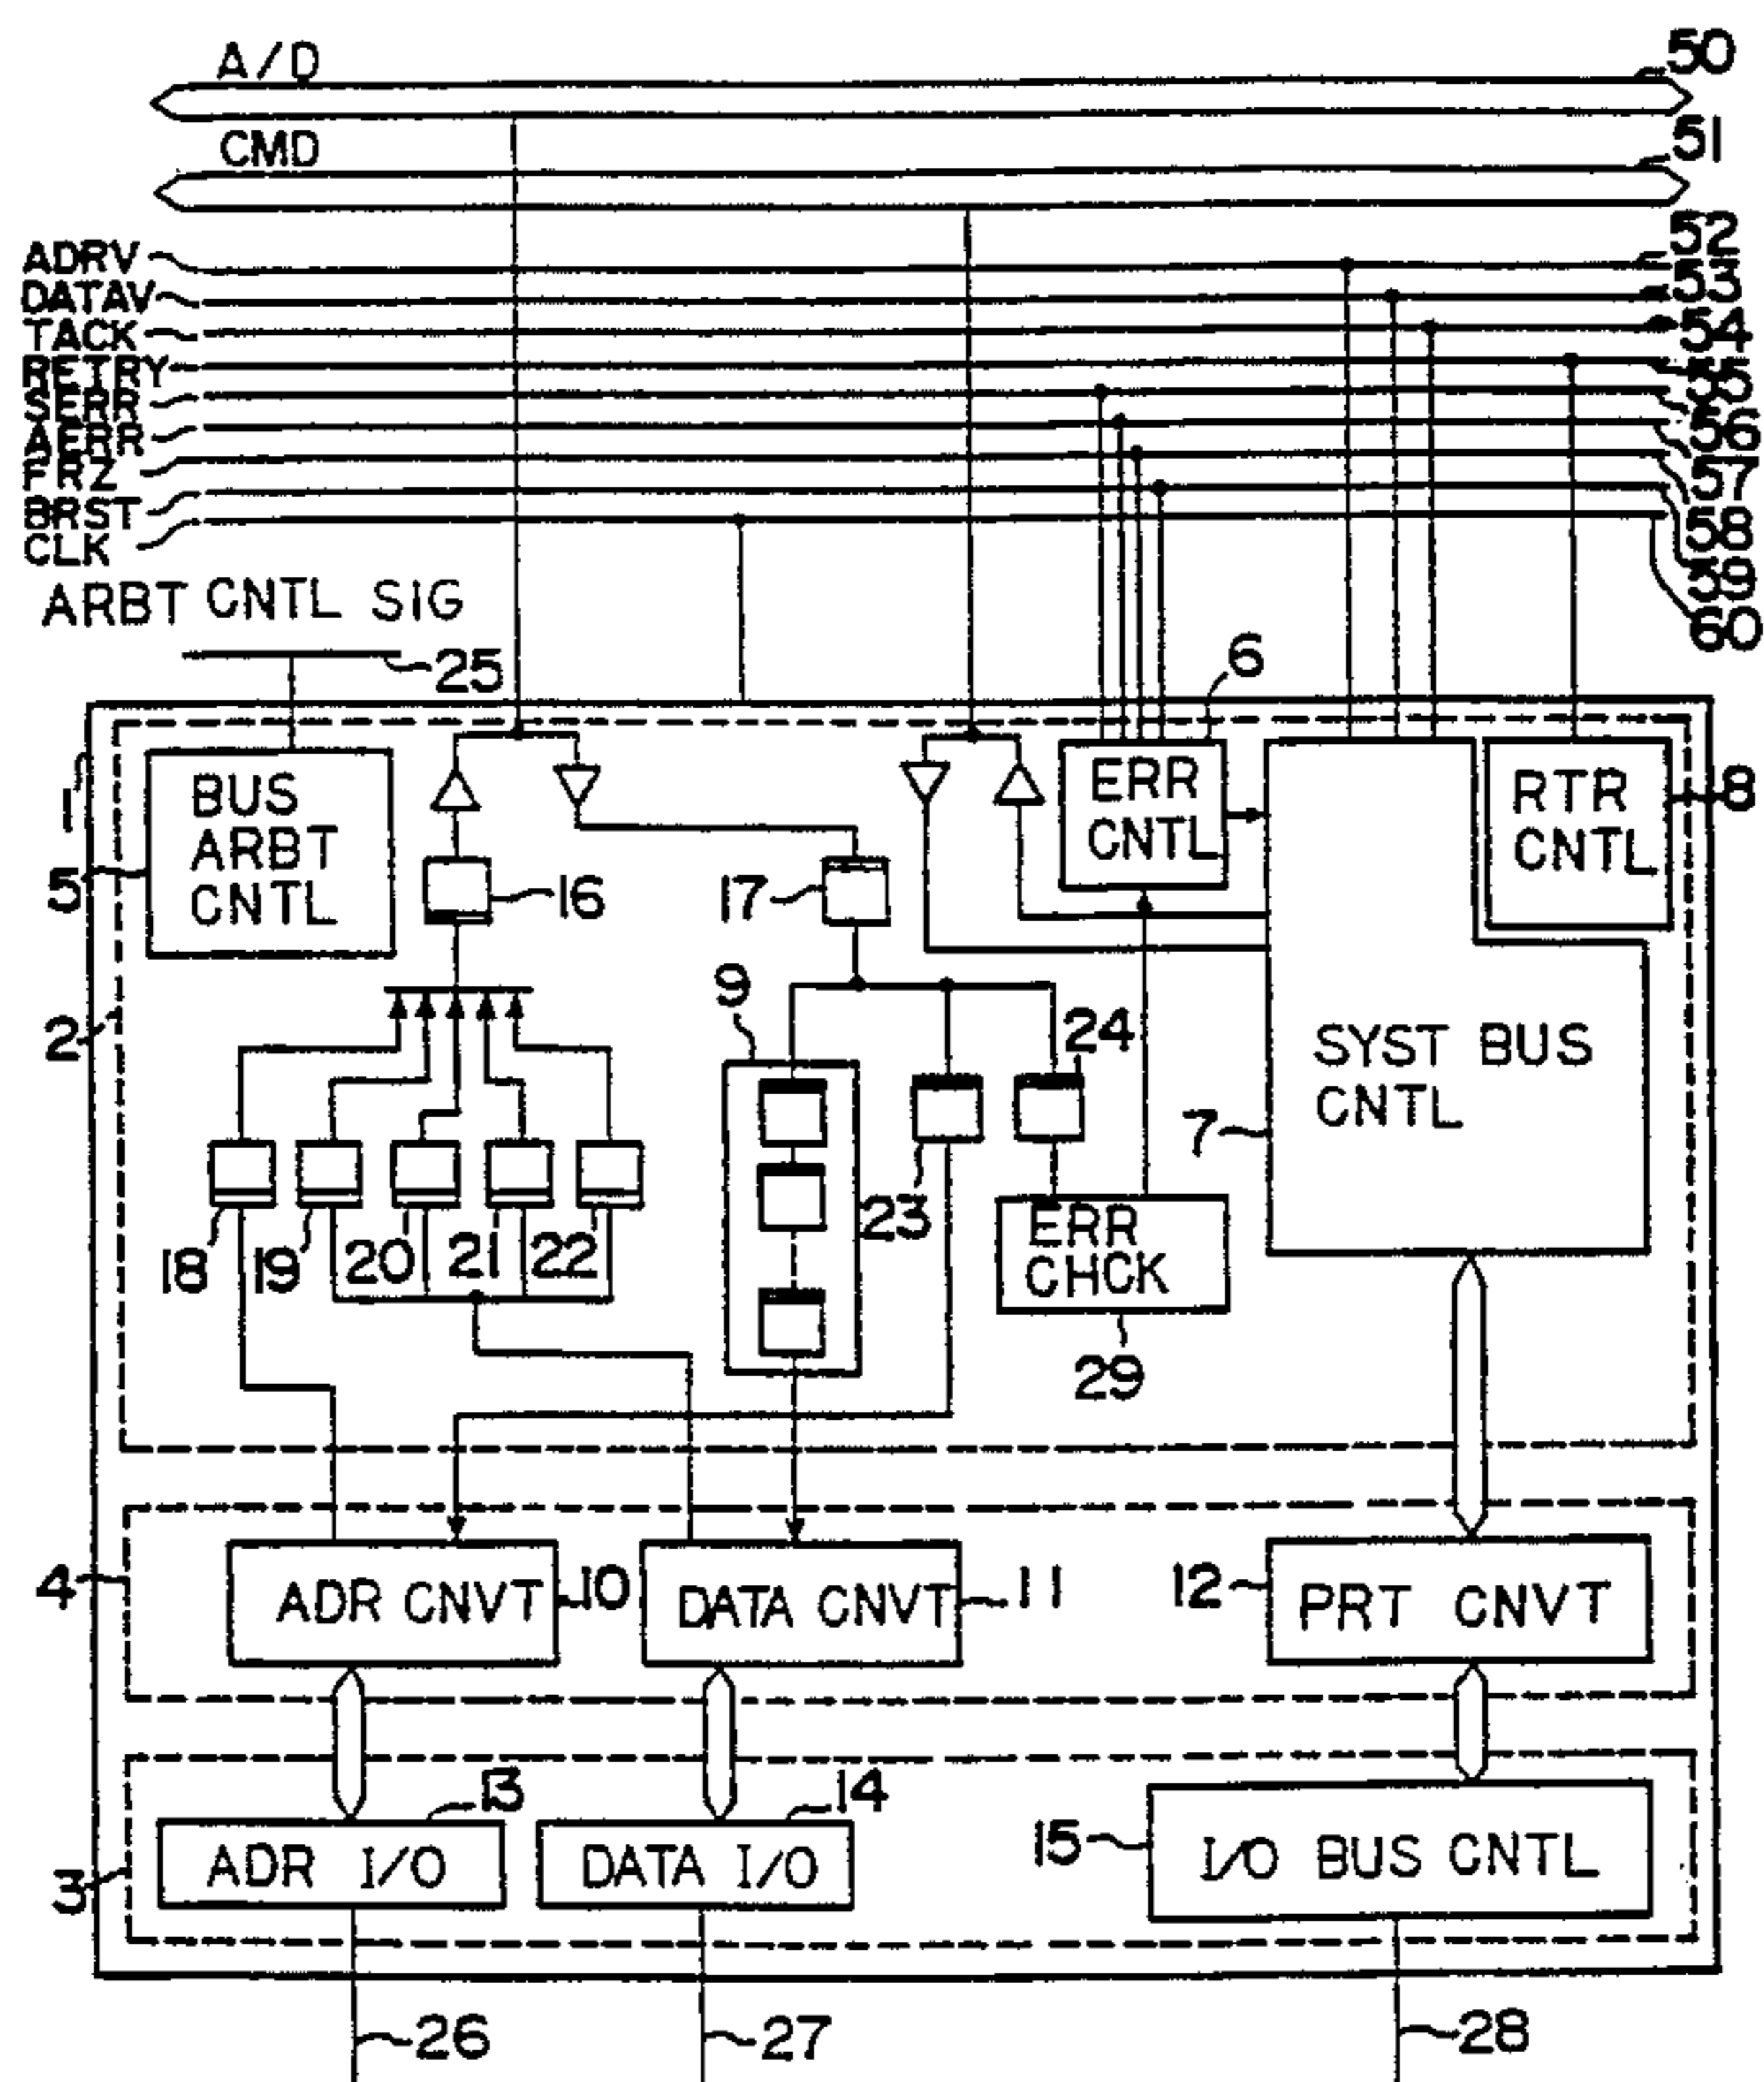 A/D
50
CMD
51
ADRV
52
DATAV
53
TACK
54
RETRY
55
SERR
56
AERR
57
FRZ
58
BRST
59
CLK
60
ARBT CNTL SIG
25
6
1
BUS
ARBT
CNTL
5
16
17
ERR
CNTL
RTR
CNTL
8
2
9
24
SYST BUS
CNTL
7
18
19
20
21
22
23
ERR
CHCK
29
4
ADR CNVT
10
DATA CNVT
11
12
PRT CNVT
3
13
ADR I/O
14
DATA I/O
15
I/O BUS CNTL
26
27
28